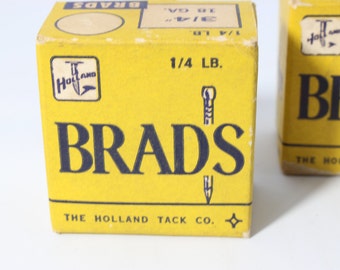 3/4"
18 GA.
BRADS
1/4 LB.
HOLLAND
1/4 LB.
BRADS
THE HOLLAND TACK CO.
HOLLAND
B
THE HOLL